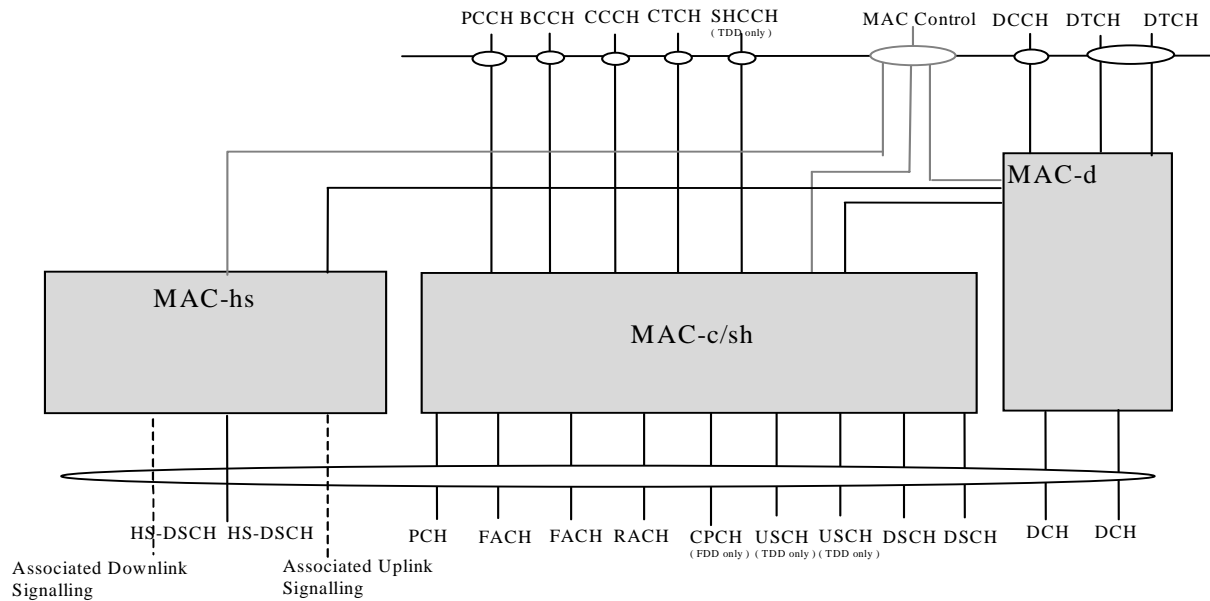 PCCH BCCH CCCH CTCH SHCCH MAC Control DCCH DTCH DTCH
( TDD only )
MAC-d
MAC-hs
MAC-c/sh
HS-DSCH HS-DSCH PCH FACH FACH RACH CPCH USCH USCH DSCH DSCH DCH DCH
( FDD only ) ( TDD only ) ( TDD only )
Associated Downlink
Signalling
Associated Uplink
Signalling